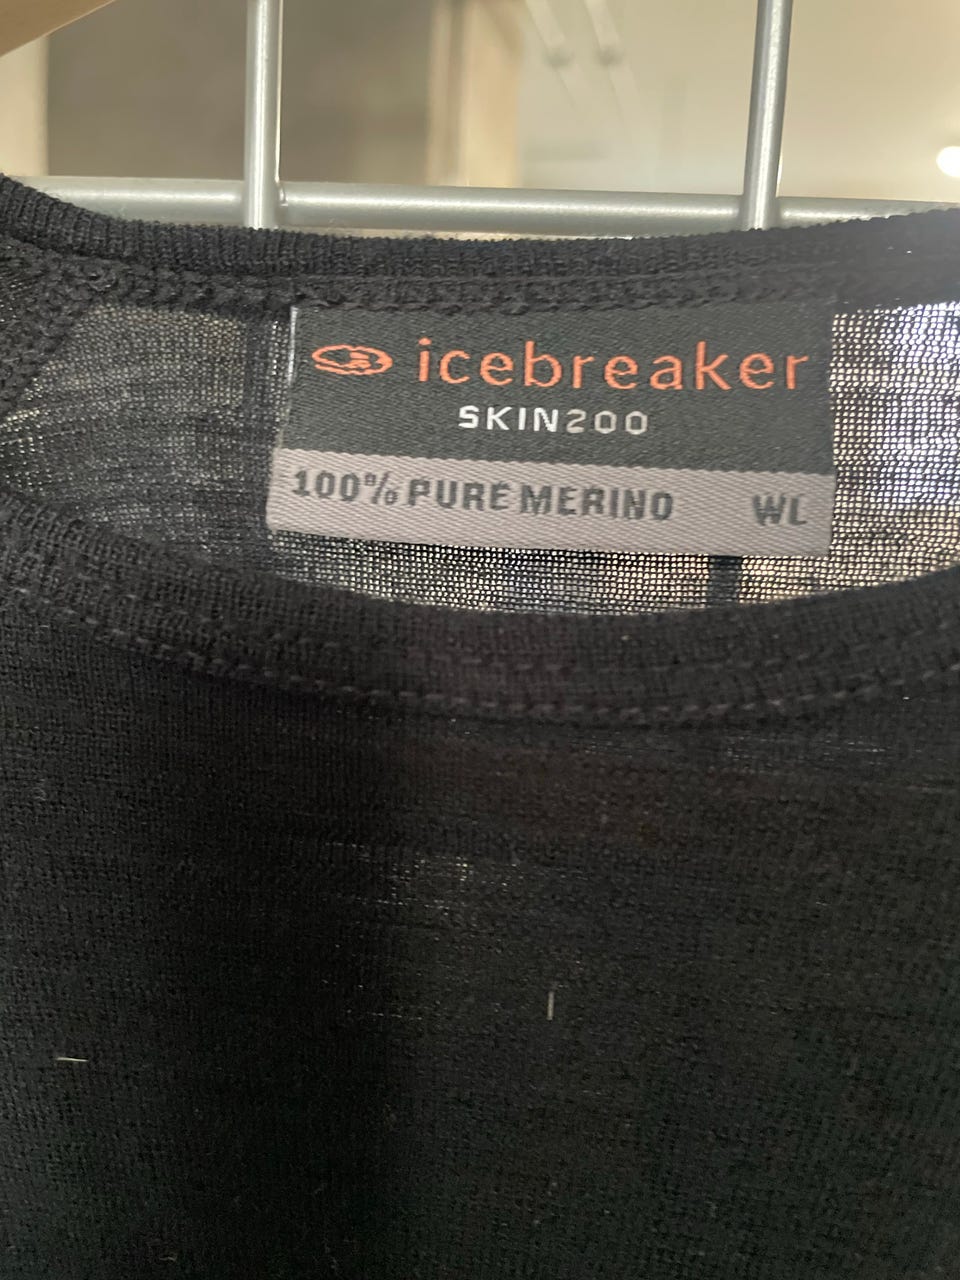 icebreaker
SKIN200
100% PURE MERINO WL